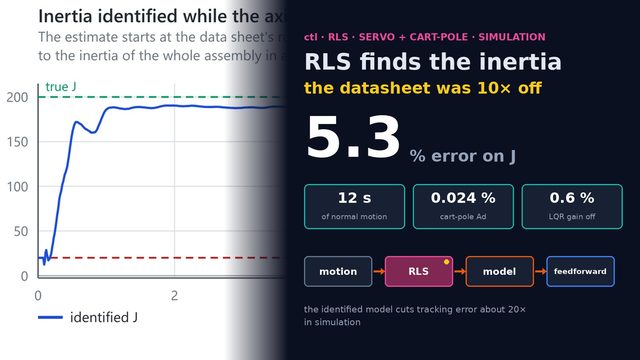 Inertia identified while the axi
The estimate starts at the data sheet's
to the inertia of the whole assembly in
true J
200
150
100
50
0
0
2
identified J
ctl · RLS · SERVO + CART-POLE · SIMULATION
RLS finds the inertia
the datasheet was 10× off
5.3 % error on J
12 s
of normal motion
0.024 %
cart-pole Ad
0.6 %
LQR gain off
motion
RLS
model
feedforward
the identified model cuts tracking error about 20×
in simulation